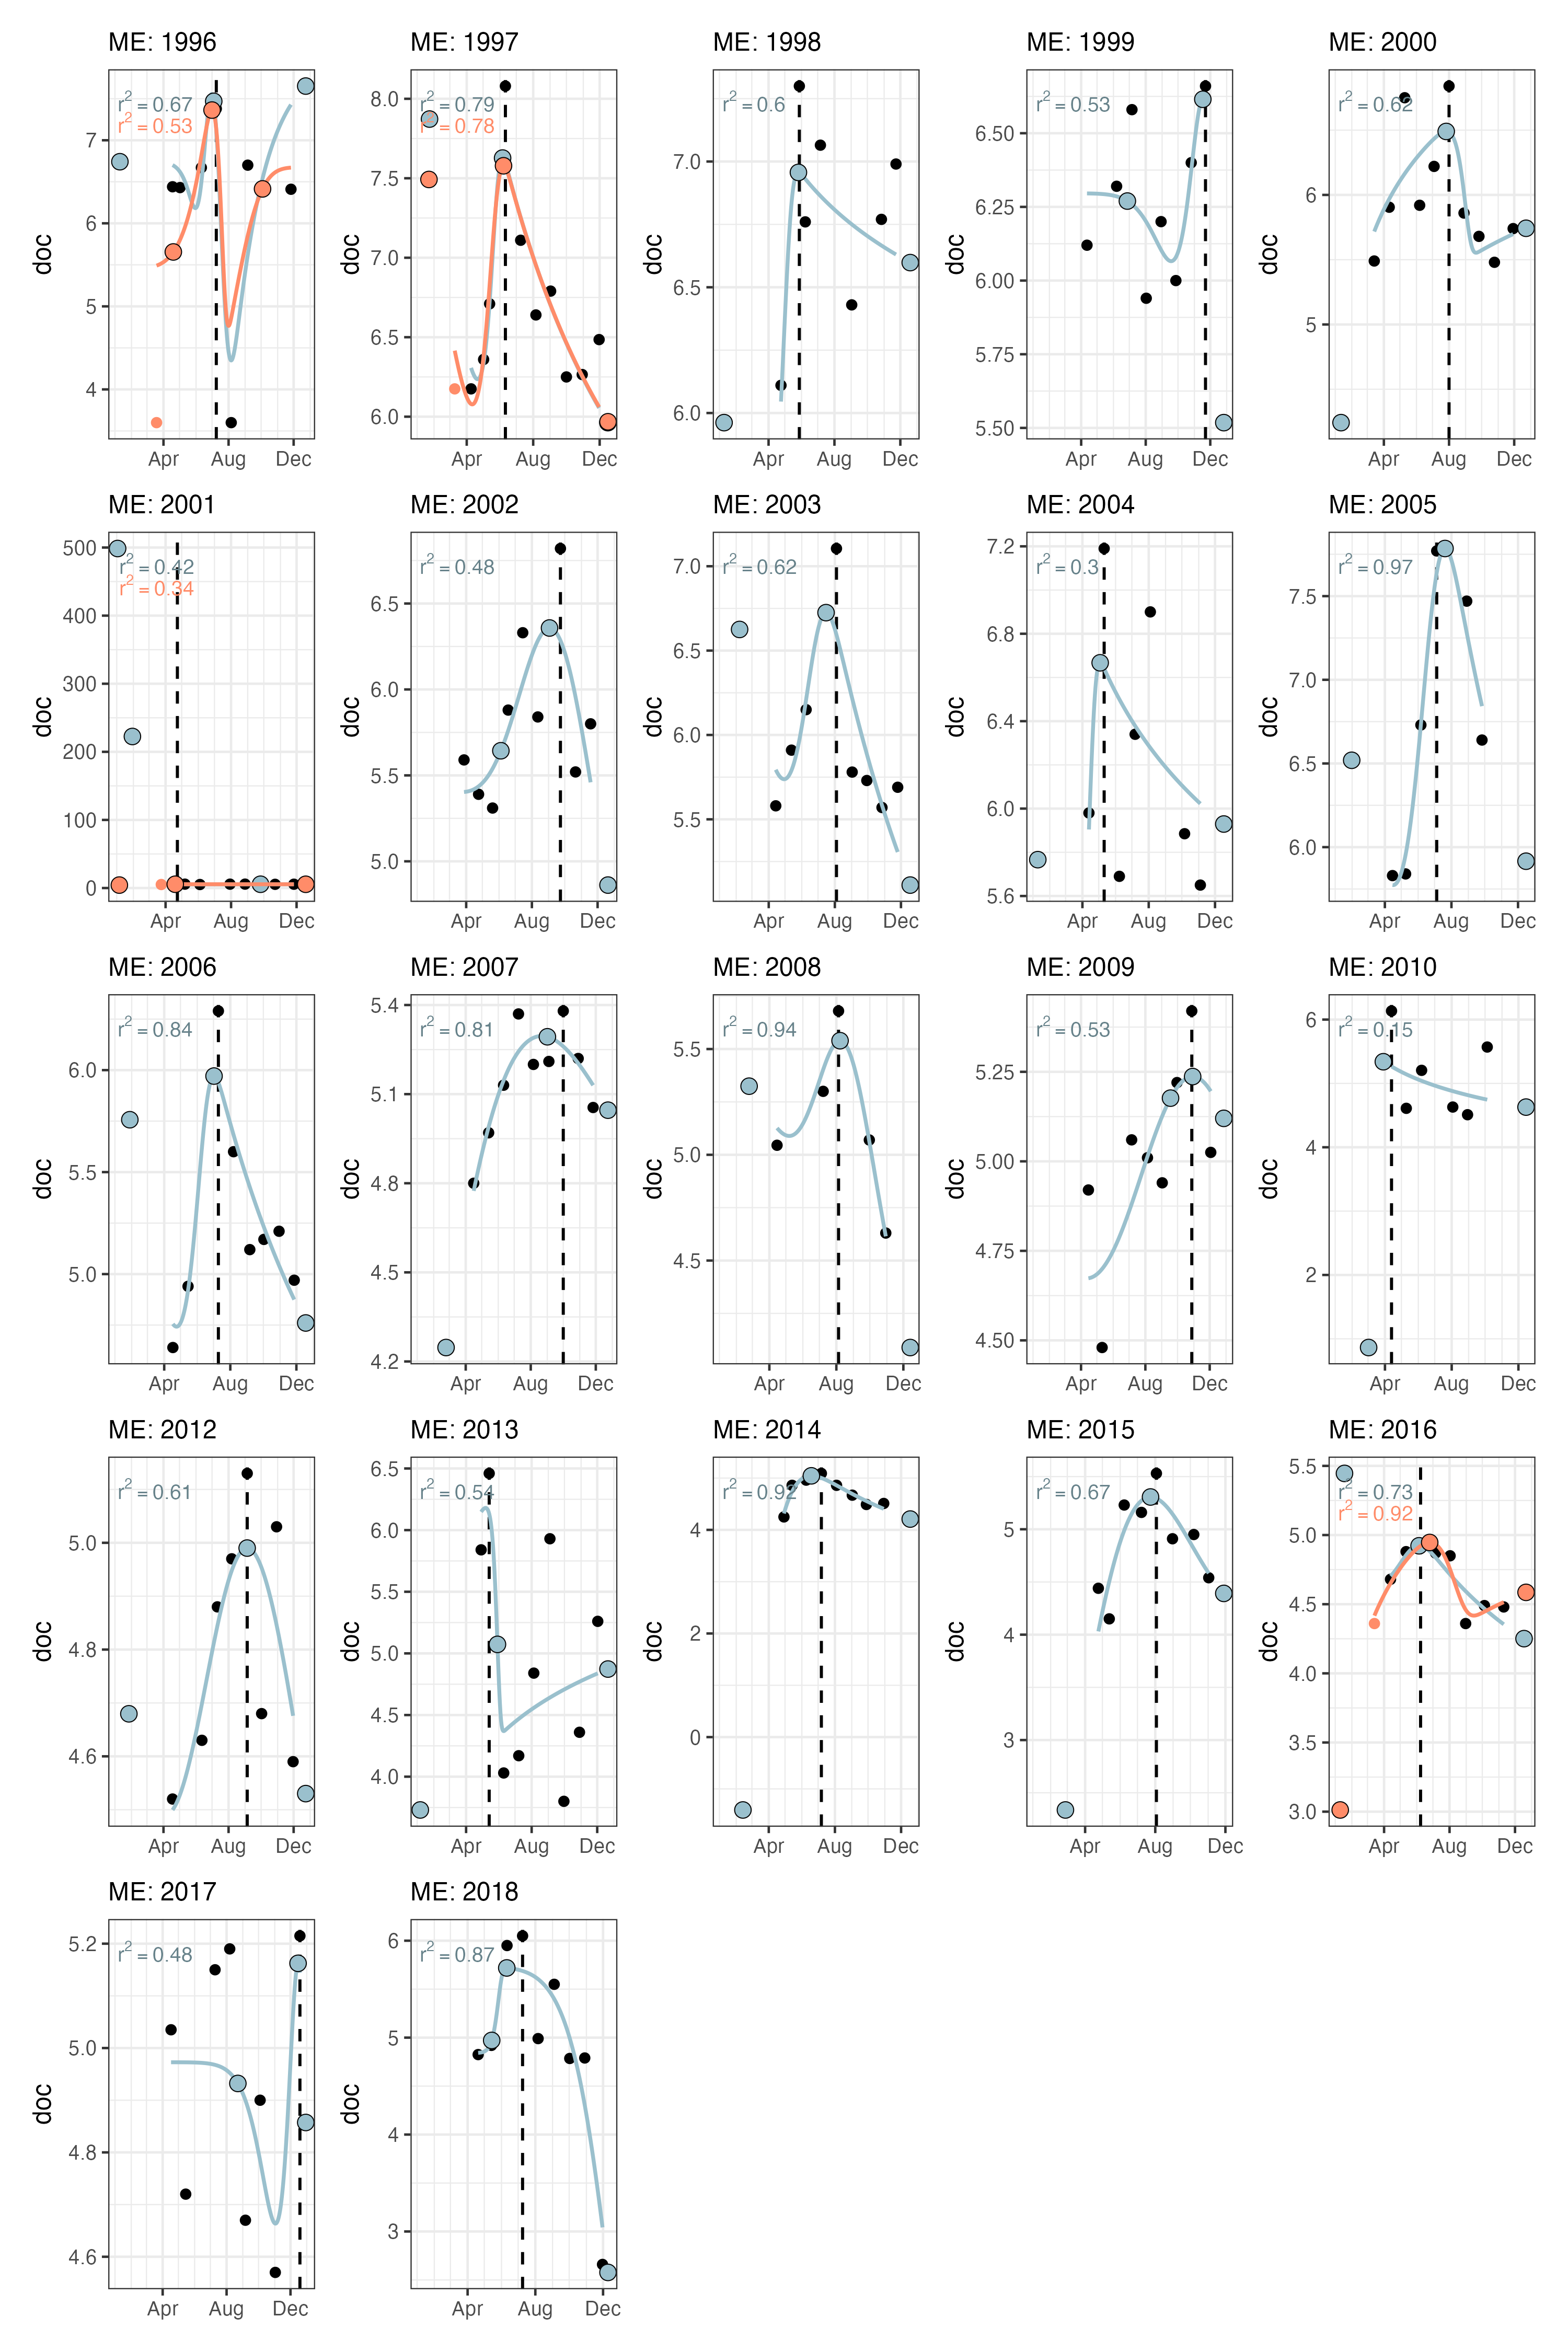 ME: 1996 ME: 1997 ME: 1998 ME: 1999 ME: 2000
doc 7 6 5 4 r² = 0.67 r² = 0.53 Apr Aug Dec
doc 8.0 7.5 7.0 6.5 6.0 r² = 0.79 r² = 0.78 Apr Aug Dec
doc 7.0 6.5 6.0 r² = 0.6 Apr Aug Dec
doc 6.50 6.25 6.00 5.75 5.50 r² = 0.53 Apr Aug Dec
doc 6 5 r² = 0.62 Apr Aug Dec
ME: 2001 ME: 2002 ME: 2003 ME: 2004 ME: 2005
doc 500 400 300 200 100 0 r² = 0.42 r² = 0.34 Apr Aug Dec
doc 6.5 6.0 5.5 5.0 r² = 0.48 Apr Aug Dec
doc 7.0 6.5 6.0 5.5 r² = 0.62 Apr Aug Dec
doc 7.2 6.8 6.4 6.0 5.6 r² = 0.3 Apr Aug Dec
doc 7.5 7.0 6.5 6.0 r² = 0.97 Apr Aug Dec
ME: 2006 ME: 2007 ME: 2008 ME: 2009 ME: 2010
doc 6.0 5.5 5.0 r² = 0.84 Apr Aug Dec
doc 5.4 5.1 4.8 4.5 4.2 r² = 0.81 Apr Aug Dec
doc 5.5 5.0 4.5 r² = 0.94 Apr Aug Dec
doc 5.25 5.00 4.75 4.50 r² = 0.53 Apr Aug Dec
doc 6 4 2 r² = 0.15 Apr Aug Dec
ME: 2012 ME: 2013 ME: 2014 ME: 2015 ME: 2016
doc 5.0 4.8 4.6 r² = 0.61 Apr Aug Dec
doc 6.5 6.0 5.5 5.0 4.5 4.0 r² = 0.54 Apr Aug Dec
doc 4 2 0 r² = 0.92 Apr Aug Dec
doc 5 4 3 r² = 0.67 Apr Aug Dec
doc 5.5 5.0 4.5 4.0 3.5 3.0 r² = 0.73 r² = 0.92 Apr Aug Dec
ME: 2017 ME: 2018
doc 5.2 5.0 4.8 4.6 r² = 0.48 Apr Aug Dec
doc 6 5 4 3 r² = 0.87 Apr Aug Dec